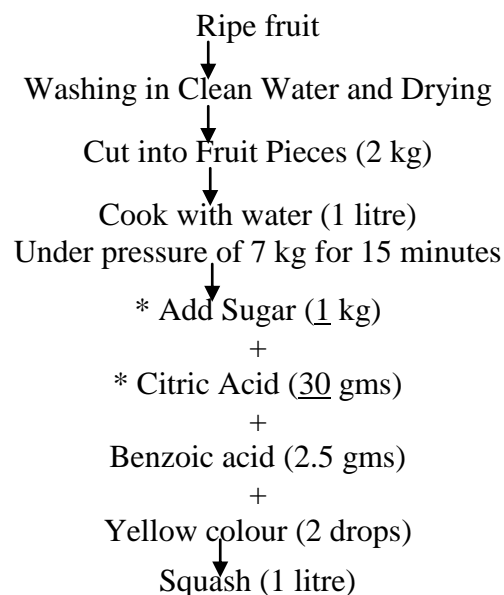 Ripe fruit
Washing in Clean Water and Drying
Cut into Fruit Pieces (2 kg)
Cook with water (1 litre)
Under pressure of 7 kg for 15 minutes
* Add Sugar (1 kg)
+
* Citric Acid (30 gms)
+
Benzoic acid (2.5 gms)
+
Yellow colour (2 drops)
Squash (1 litre)